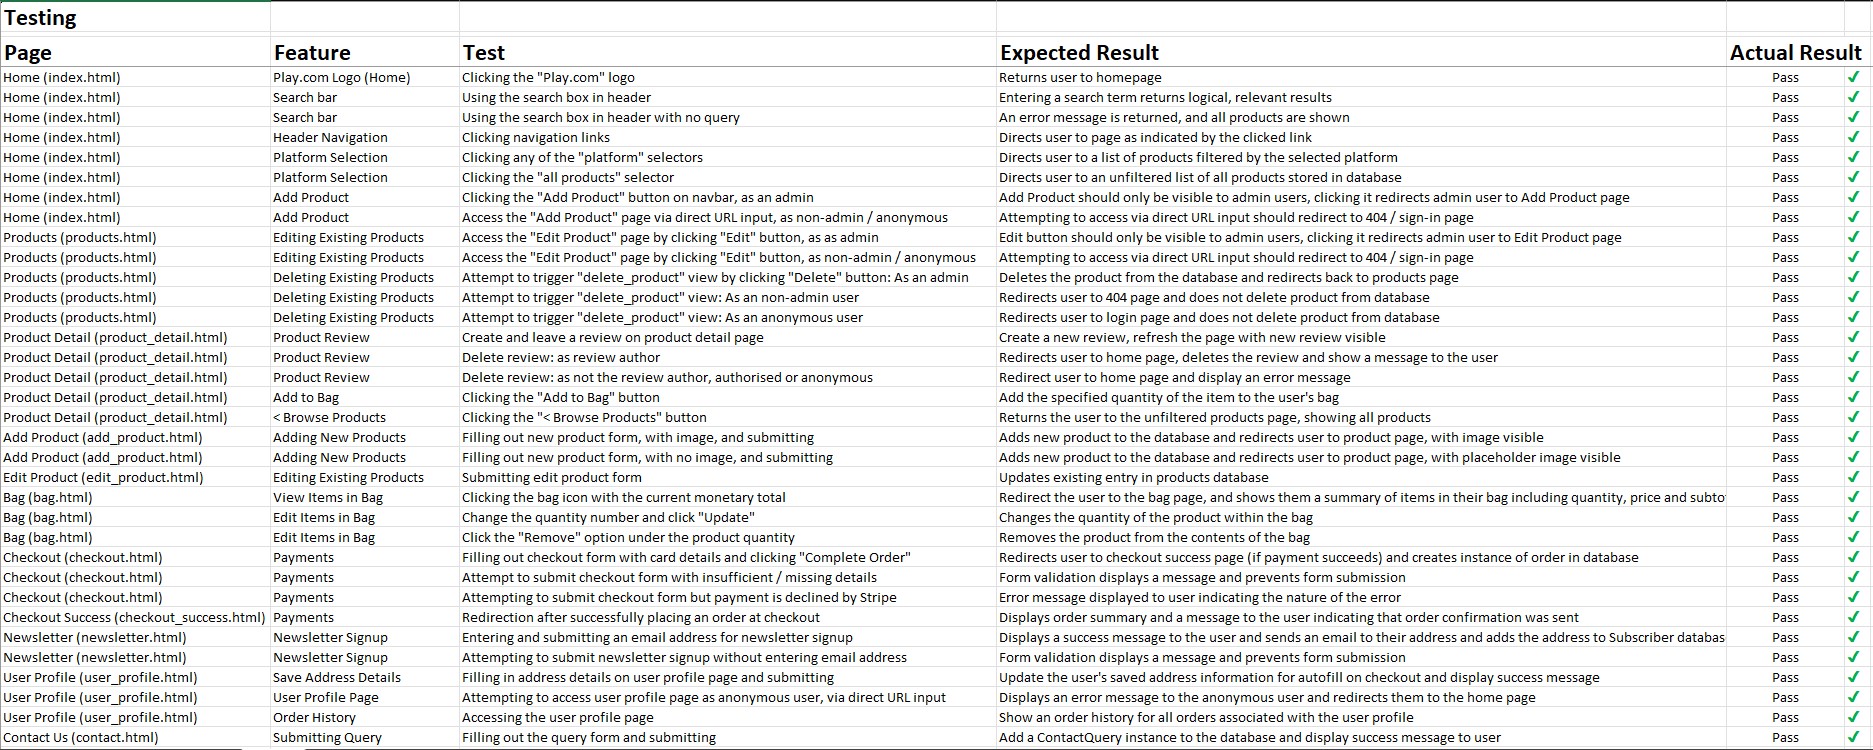 Testing
Page Feature Test Expected Result Actual Result
Home (index.html) Play.com Logo (Home) Clicking the "Play.com" logo Returns user to homepage Pass ✓
Home (index.html) Search bar Using the search box in header Entering a search term returns logical, relevant results Pass ✓
Home (index.html) Search bar Using the search box in header with no query An error message is returned, and all products are shown Pass ✓
Home (index.html) Header Navigation Clicking navigation links Directs user to page as indicated by the clicked link Pass ✓
Home (index.html) Platform Selection Clicking any of the "platform" selectors Directs user to a list of products filtered by the selected platform Pass ✓
Home (index.html) Platform Selection Clicking the "all products" selector Directs user to an unfiltered list of all products stored in database Pass ✓
Home (index.html) Add Product Clicking the "Add Product" button on navbar, as an admin Add Product should only be visible to admin users, clicking it redirects admin user to Add Product page Pass ✓
Home (index.html) Add Product Access the "Add Product" page via direct URL input, as non-admin / anonymous Attempting to access via direct URL input should redirect to 404 / sign-in page Pass ✓
Products (products.html) Editing Existing Products Access the "Edit Product" page by clicking "Edit" button, as as admin Edit button should only be visible to admin users, clicking it redirects admin user to Edit Product page Pass ✓
Products (products.html) Editing Existing Products Access the "Edit Product" page by clicking "Edit" button, as non-admin / anonymous Attempting to access via direct URL input should redirect to 404 / sign-in page Pass ✓
Products (products.html) Deleting Existing Products Attempt to trigger "delete_product" view by clicking "Delete" button: As an admin Deletes the product from the database and redirects back to products page Pass ✓
Products (products.html) Deleting Existing Products Attempt to trigger "delete_product" view: As an non-admin user Redirects user to 404 page and does not delete product from database Pass ✓
Products (products.html) Deleting Existing Products Attempt to trigger "delete_product" view: As an anonymous user Redirects user to login page and does not delete product from database Pass ✓
Product Detail (product_detail.html) Product Review Create and leave a review on product detail page Create a new review, refresh the page with new review visible Pass ✓
Product Detail (product_detail.html) Product Review Delete review: as review author Redirects user to home page, deletes the review and show a message to the user Pass ✓
Product Detail (product_detail.html) Product Review Delete review: as not the review author, authorised or anonymous Redirect user to home page and display an error message Pass ✓
Product Detail (product_detail.html) Add to Bag Clicking the "Add to Bag" button Add the specified quantity of the item to the user's bag Pass ✓
Product Detail (product_detail.html) < Browse Products Clicking the "< Browse Products" button Returns the user to the unfiltered products page, showing all products Pass ✓
Add Product (add_product.html) Adding New Products Filling out new product form, with image, and submitting Adds new product to the database and redirects user to product page, with image visible Pass ✓
Add Product (add_product.html) Adding New Products Filling out new product form, with no image, and submitting Adds new product to the database and redirects user to product page, with placeholder image visible Pass ✓
Edit Product (edit_product.html) Editing Existing Products Submitting edit product form Updates existing entry in products database Pass ✓
Bag (bag.html) View Items in Bag Clicking the bag icon with the current monetary total Redirect the user to the bag page, and shows them a summary of items in their bag including quantity, price and subto Pass ✓
Bag (bag.html) Edit Items in Bag Change the quantity number and click "Update" Changes the quantity of the product within the bag Pass ✓
Bag (bag.html) Edit Items in Bag Click the "Remove" option under the product quantity Removes the product from the contents of the bag Pass ✓
Checkout (checkout.html) Payments Filling out checkout form with card details and clicking "Complete Order" Redirects user to checkout success page (if payment succeeds) and creates instance of order in database Pass ✓
Checkout (checkout.html) Payments Attempt to submit checkout form with insufficient / missing details Form validation displays a message and prevents form submission Pass ✓
Checkout (checkout.html) Payments Attempting to submit checkout form but payment is declined by Stripe Error message displayed to user indicating the nature of the error Pass ✓
Checkout Success (checkout_success.html) Payments Redirection after successfully placing an order at checkout Displays order summary and a message to the user indicating that order confirmation was sent Pass ✓
Newsletter (newsletter.html) Newsletter Signup Entering and submitting an email address for newsletter signup Displays a success message to the user and sends an email to their address and adds the address to Subscriber databas Pass ✓
Newsletter (newsletter.html) Newsletter Signup Attempting to submit newsletter signup without entering email address Form validation displays a message and prevents form submission Pass ✓
User Profile (user_profile.html) Save Address Details Filling in address details on user profile page and submitting Update the user's saved address information for autofill on checkout and display success message Pass ✓
User Profile (user_profile.html) User Profile Page Attempting to access user profile page as anonymous user, via direct URL input Displays an error message to the anonymous user and redirects them to the home page Pass ✓
User Profile (user_profile.html) Order History Accessing the user profile page Show an order history for all orders associated with the user profile Pass ✓
Contact Us (contact.html) Submitting Query Filling out the query form and submitting Add a ContactQuery instance to the database and display success message to user Pass ✓